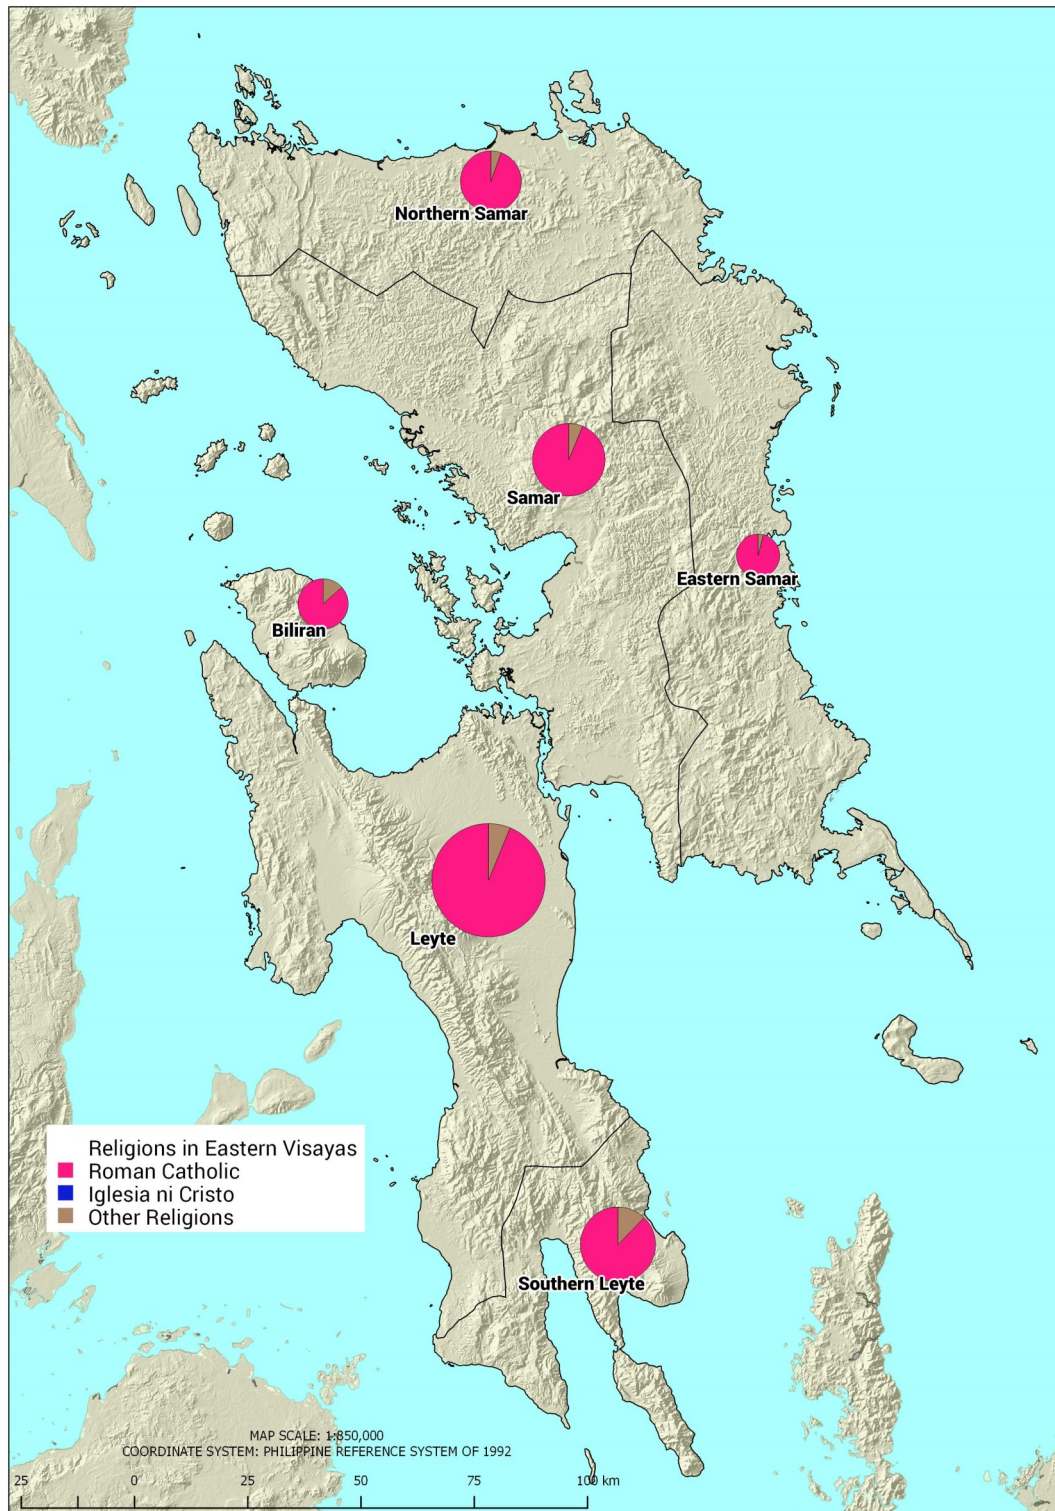 Northern Samar
Samar
Eastern Samar
Biliran
Leyte
Religions in Eastern Visayas
Roman Catholic
Iglesia ni Cristo
Other Religions
Southern Leyte
MAP SCALE: 1:850,000
COORDINATE SYSTEM: PHILIPPINE REFERENCE SYSTEM OF 1992
25 0 25 50 75 100 km